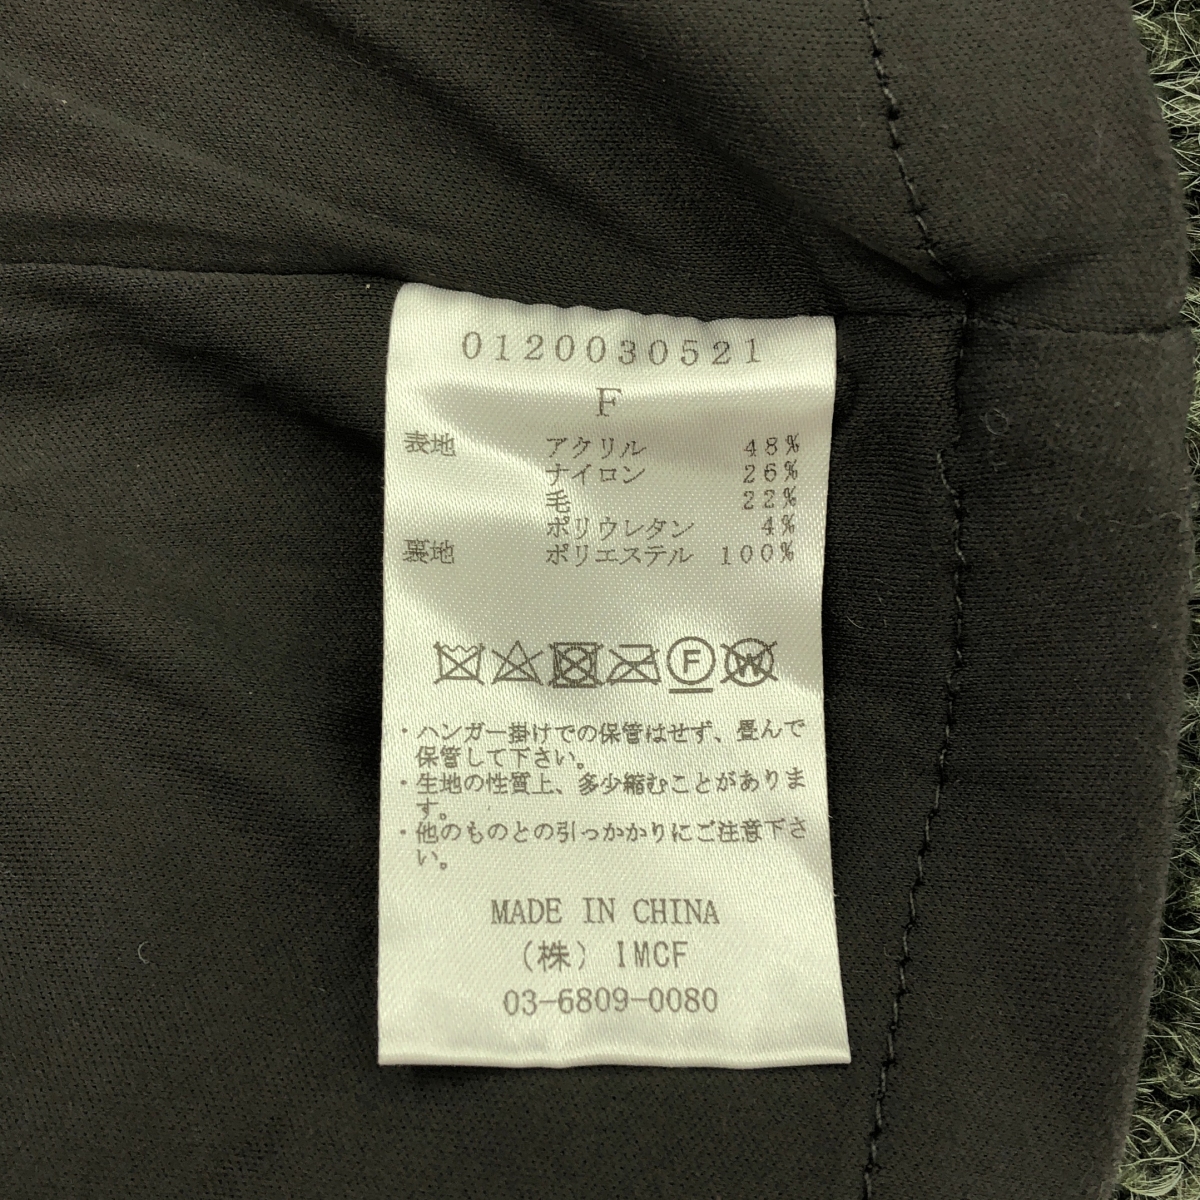 0120030521
F
表地 アクリル 48%
ナイロン 26%
毛 22%
ポリウレタン 4%
裏地 ポリエステル 100%
F W
・ハンガー掛けでの保管はせず、畳んで
保管して下さい。
・生地の性質上、多少縮むことがありま
す。
・他のものとの引っかかりにご注意下さ
い。
MADE IN CHINA
(株) IMCF
03-6809-0080